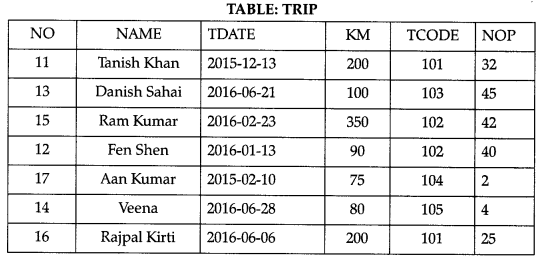 TABLE: TRIP
NO NAME TDATE KM TCODE NOP
11 Tanish Khan 2015-12-13 200 101 32
13 Danish Sahai 2016-06-21 100 103 45
15 Ram Kumar 2016-02-23 350 102 42
12 Fen Shen 2016-01-13 90 102 40
17 Aan Kumar 2015-02-10 75 104 2
14 Veena 2016-06-28 80 105 4
16 Rajpal Kirti 2016-06-06 200 101 25